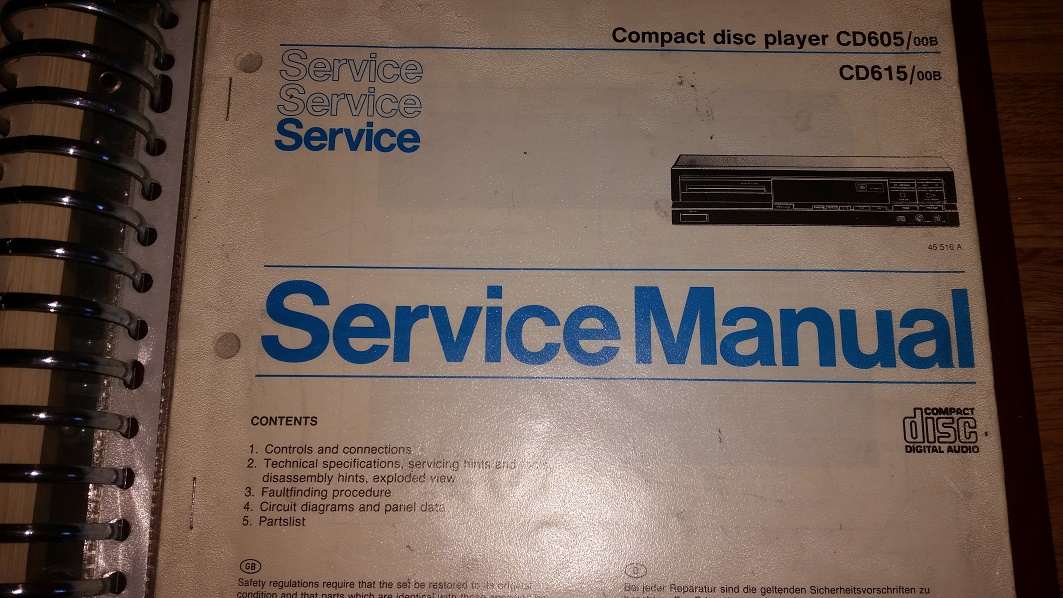 Compact disc player CD605/00B
CD615/00B
Service
Service
Service
45 516 A
Service Manual
CONTENTS
1. Controls and connections
2. Technical specifications, servicing hints and
disassembly hints, exploded view
3. Faultfinding procedure
4. Circuit diagrams and panel data
5. Partslist
COMPACT
disc
DIGITAL AUDIO
GB
Safety regulations require that the set be restored to its original
condition and that parts which are identical with those
D
Bei jeder Reparatur sind die geltenden Sicherheitsvorschriften zu